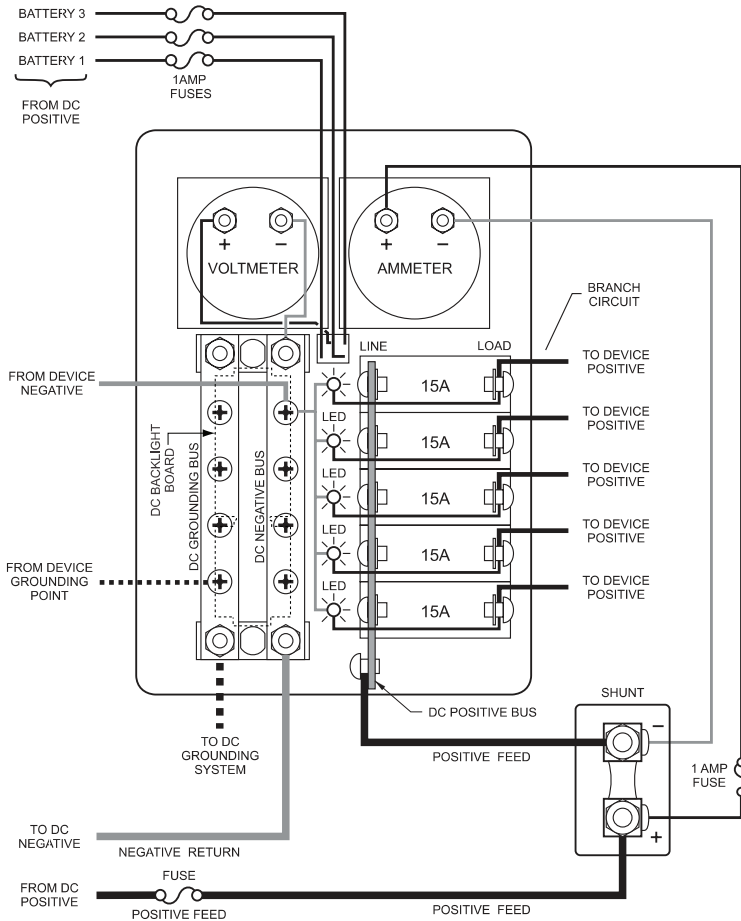 BATTERY 3
BATTERY 2
BATTERY 1
1AMP
FUSES
FROM DC
POSITIVE
+
−
VOLTMETER
+
−
AMMETER
BRANCH
CIRCUIT
LINE
LOAD
FROM DEVICE
NEGATIVE
DC BACKLIGHT
BOARD
DC GROUNDING BUS
DC NEGATIVE BUS
15A
TO DEVICE
POSITIVE
LED
15A
TO DEVICE
POSITIVE
LED
15A
TO DEVICE
POSITIVE
LED
15A
TO DEVICE
POSITIVE
LED
15A
TO DEVICE
POSITIVE
FROM DEVICE
GROUNDING
POINT
DC POSITIVE BUS
SHUNT
−
+
TO DC
GROUNDING
SYSTEM
POSITIVE FEED
1 AMP
FUSE
TO DC
NEGATIVE
NEGATIVE RETURN
FROM DC
POSITIVE
FUSE
POSITIVE FEED
POSITIVE FEED